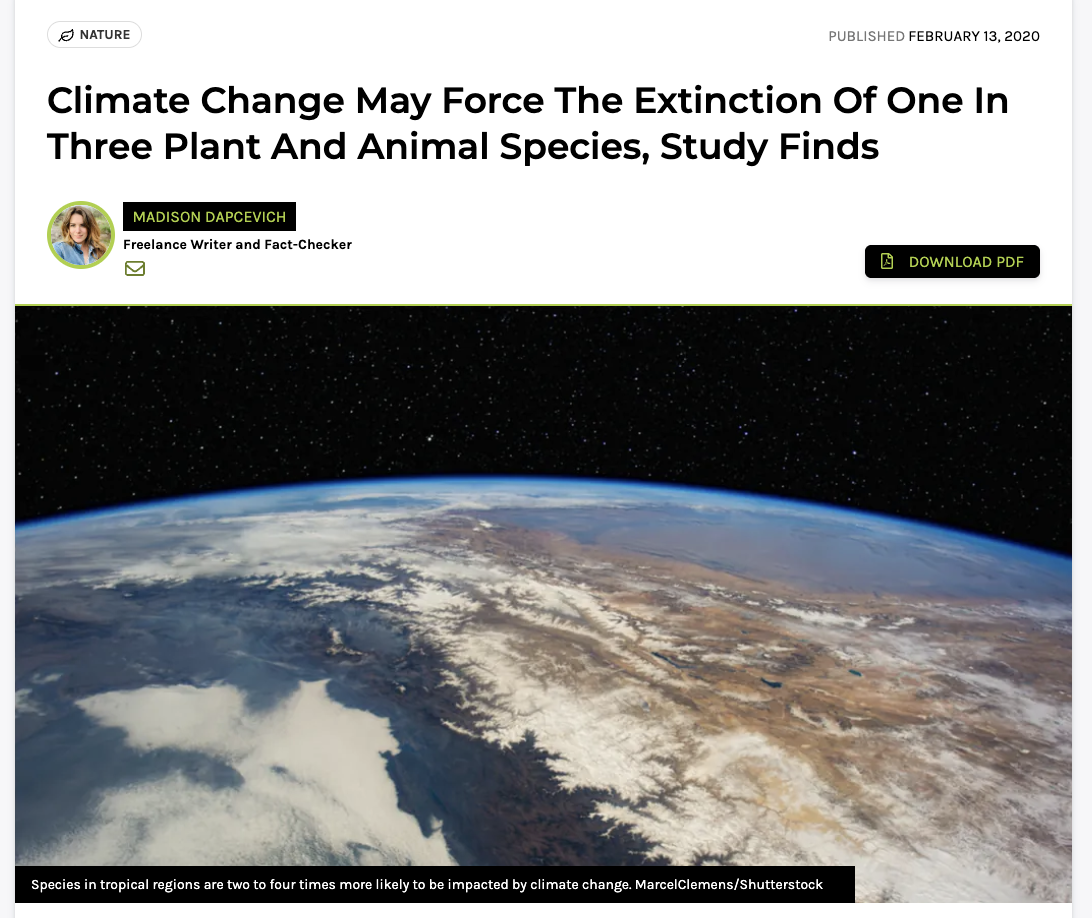 NATURE
PUBLISHED FEBRUARY 13, 2020
Climate Change May Force The Extinction Of One In
Three Plant And Animal Species, Study Finds
MADISON DAPCEVICH
Freelance Writer and Fact-Checker
DOWNLOAD PDF
Species in tropical regions are two to four times more likely to be impacted by climate change. MarcelClemens/Shutterstock